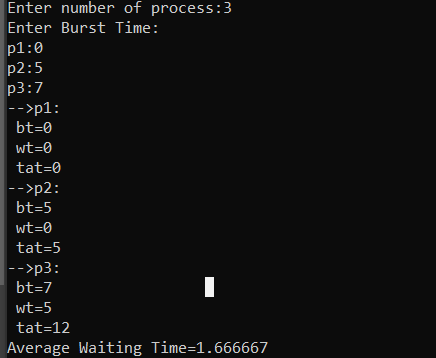 Enter number of process:3
Enter Burst Time:
p1:0
p2:5
p3:7
-->p1:
 bt=0
 wt=0
 tat=0
-->p2:
 bt=5
 wt=0
 tat=5
-->p3:
 bt=7
 wt=5
 tat=12
Average Waiting Time=1.666667